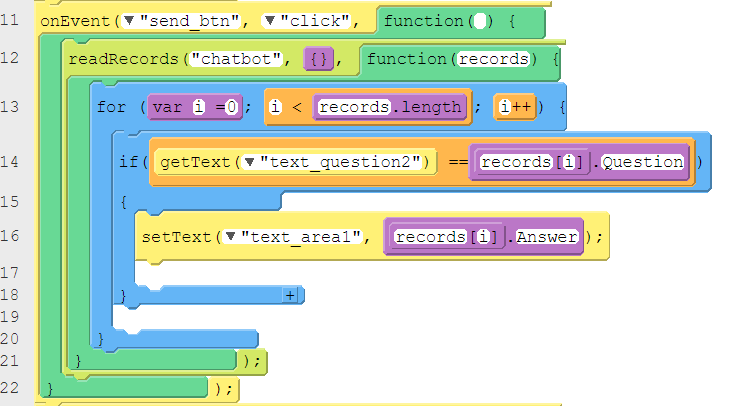 11 onEvent(▼"send_btn", ▼"click", function( ) {
12 readRecords("chatbot", {}, function(records) {
13 for (var i =0; i < records.length; i++) {
14 if( getText(▼"text_question2") == records[i].Question )
15 {
16 setText(▼"text_area1", records[i].Answer);
17
18 } +
19
20 }
21 } );
22 } );